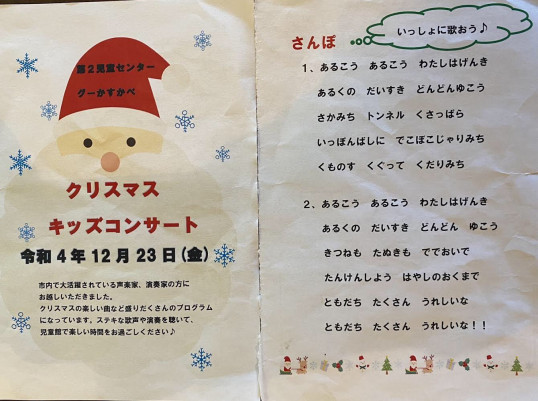 第2児童センター
グーかすかべ
クリスマス
キッズコンサート
令和4年12月23日(金)
市内で大活躍されている声楽家、演奏家の方に
お越しいただきました。
クリスマスの楽しい曲など盛りだくさんのプログラム
になっています。ステキな歌声や演奏を聴いて、
児童館で楽しい時間をお過ごしください♪
いっしょに歌おう♪
さんぽ
1、あるこう あるこう わたしはげんき
あるくの だいすき どんどんゆこう
さかみち トンネル くさっぱら
いっぽんばしに でこぼこじゃりみち
くものす くぐって くだりみち
2、あるこう あるこう わたしはげんき
あるくの だいすき どんどん ゆこう
きつねも たぬきも でておいで
たんけんしよう はやしのおくまで
ともだち たくさん うれしいな
ともだち たくさん うれしいな!!